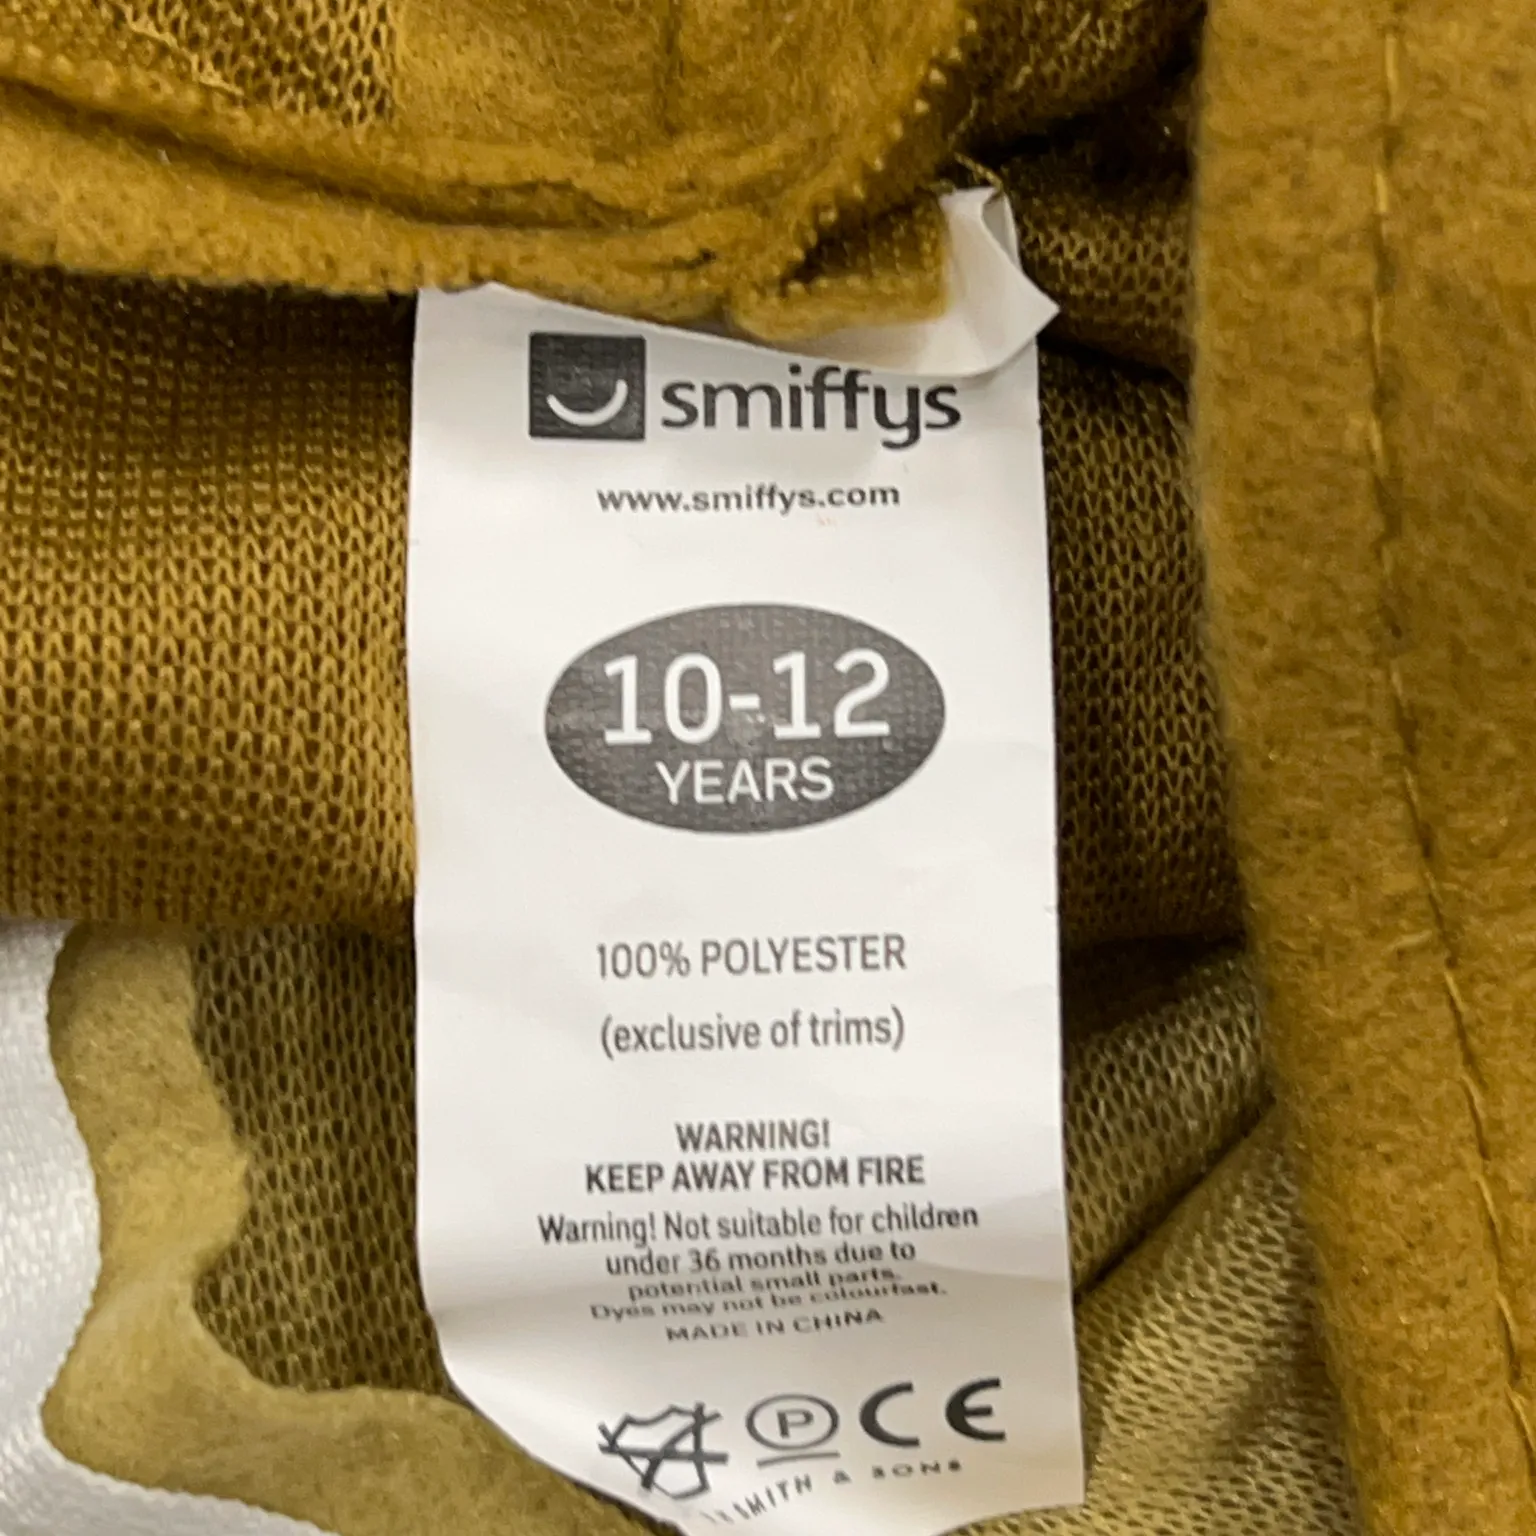 smiffys
www.smiffys.com
10-12
YEARS
100% POLYESTER
(exclusive of trims)
WARNING!
KEEP AWAY FROM FIRE
Warning! Not suitable for children
under 36 months due to
potential small parts.
Dyes may not be colourfast.
MADE IN CHINA
P CE
SMITH & SONS